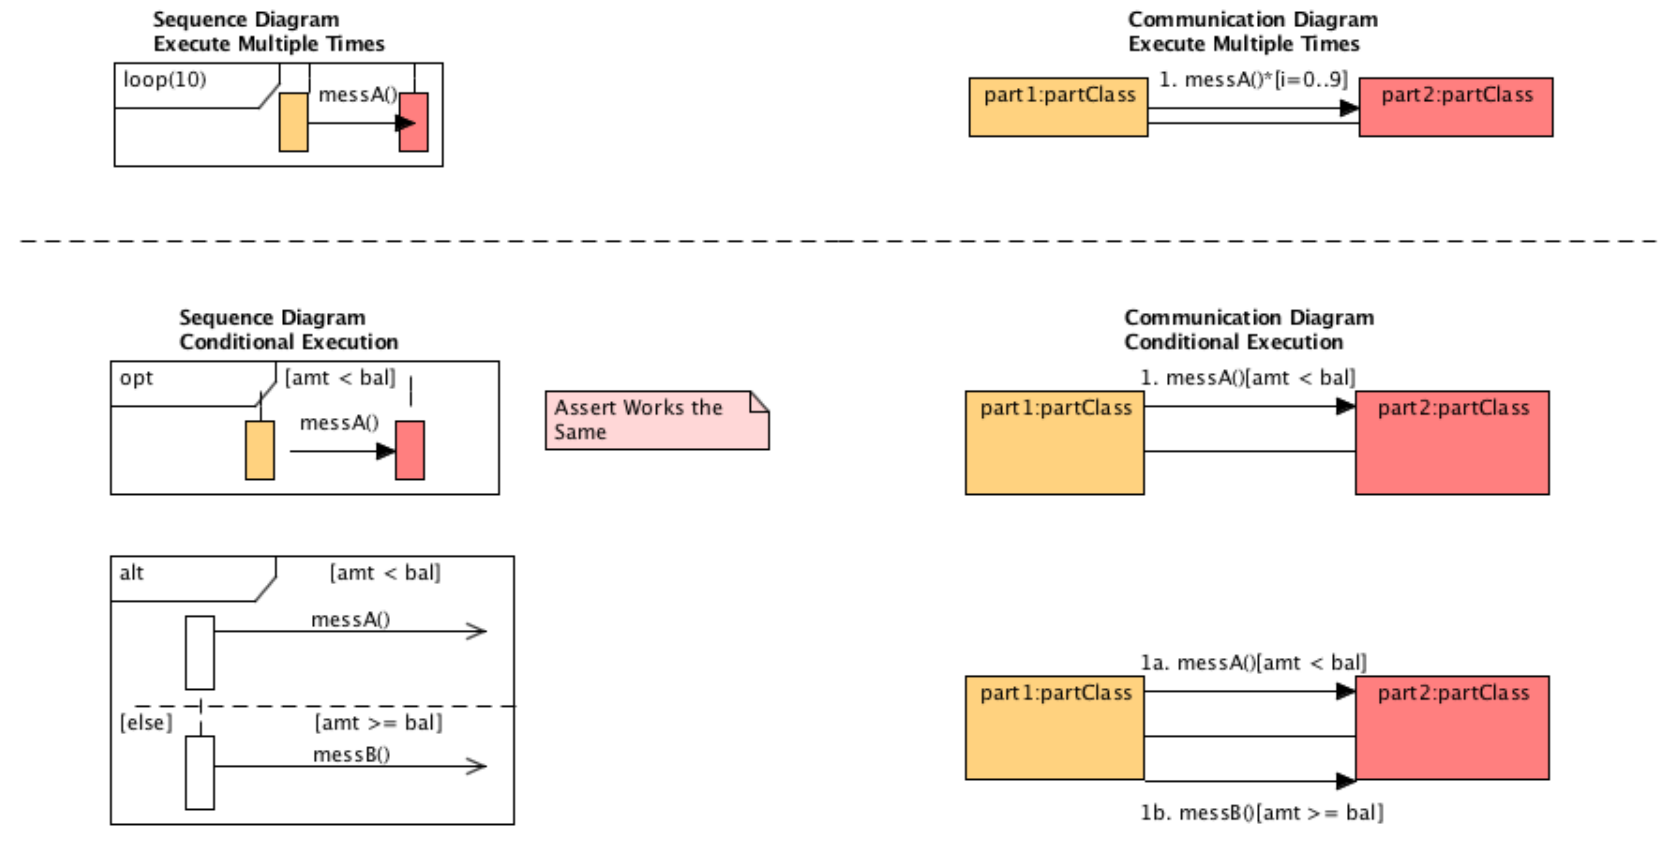 Sequence Diagram
Execute Multiple Times
loop(10)
messA()
Communication Diagram
Execute Multiple Times
1. messA()*[i=0..9]
part1:partClass
part2:partClass
Sequence Diagram
Conditional Execution
opt
[amt < bal]
messA()
Assert Works the
Same
Communication Diagram
Conditional Execution
1. messA()[amt < bal]
part1:partClass
part2:partClass
alt
[amt < bal]
messA()
[else]
[amt >= bal]
messB()
1a. messA()[amt < bal]
part1:partClass
part2:partClass
1b. messB()[amt >= bal]